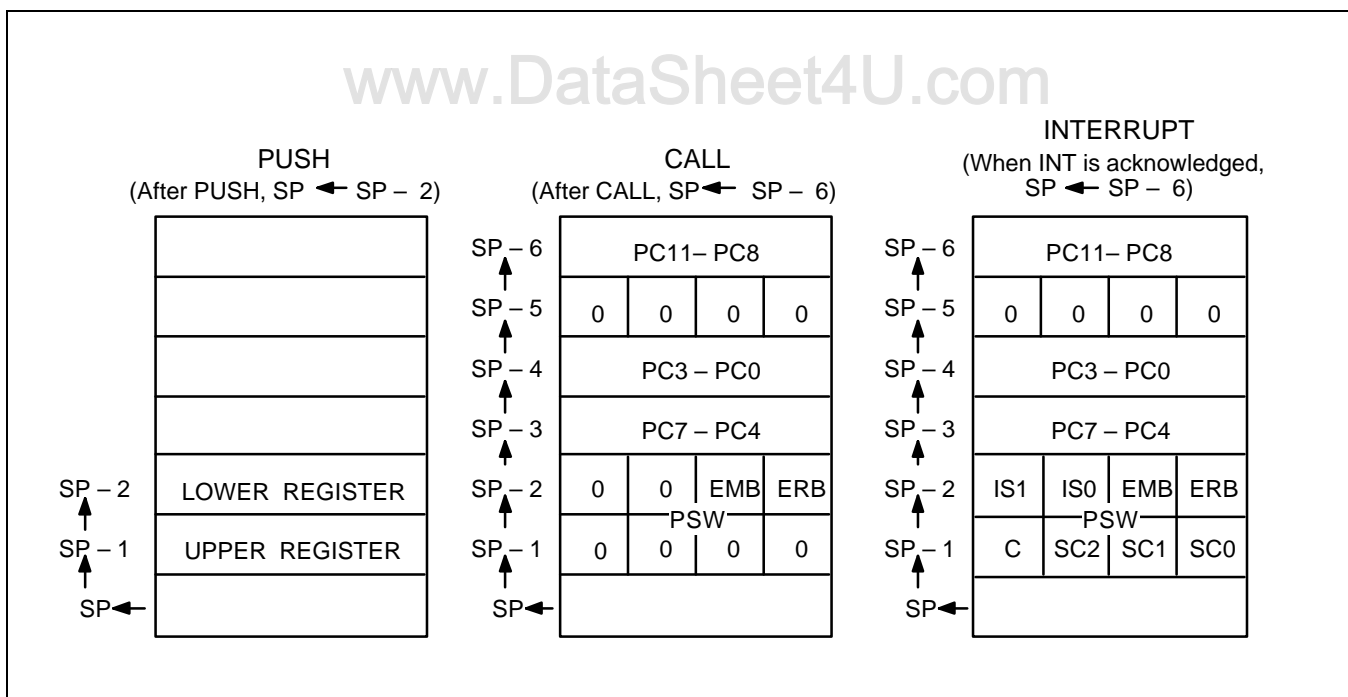 www.DataSheet4U.com
PUSH
(After PUSH, SP ← SP – 2)
SP – 2
LOWER REGISTER
SP – 1
UPPER REGISTER
SP
CALL
(After CALL, SP ← SP – 6)
SP – 6
PC11– PC8
SP – 5
0 0 0 0
SP – 4
PC3 – PC0
SP – 3
PC7 – PC4
SP – 2
0 0 EMB ERB
PSW
SP – 1
0 0 0 0
SP
INTERRUPT
(When INT is acknowledged,
SP ← SP – 6)
SP – 6
PC11– PC8
SP – 5
0 0 0 0
SP – 4
PC3 – PC0
SP – 3
PC7 – PC4
SP – 2
IS1 IS0 EMB ERB
PSW
SP – 1
C SC2 SC1 SC0
SP